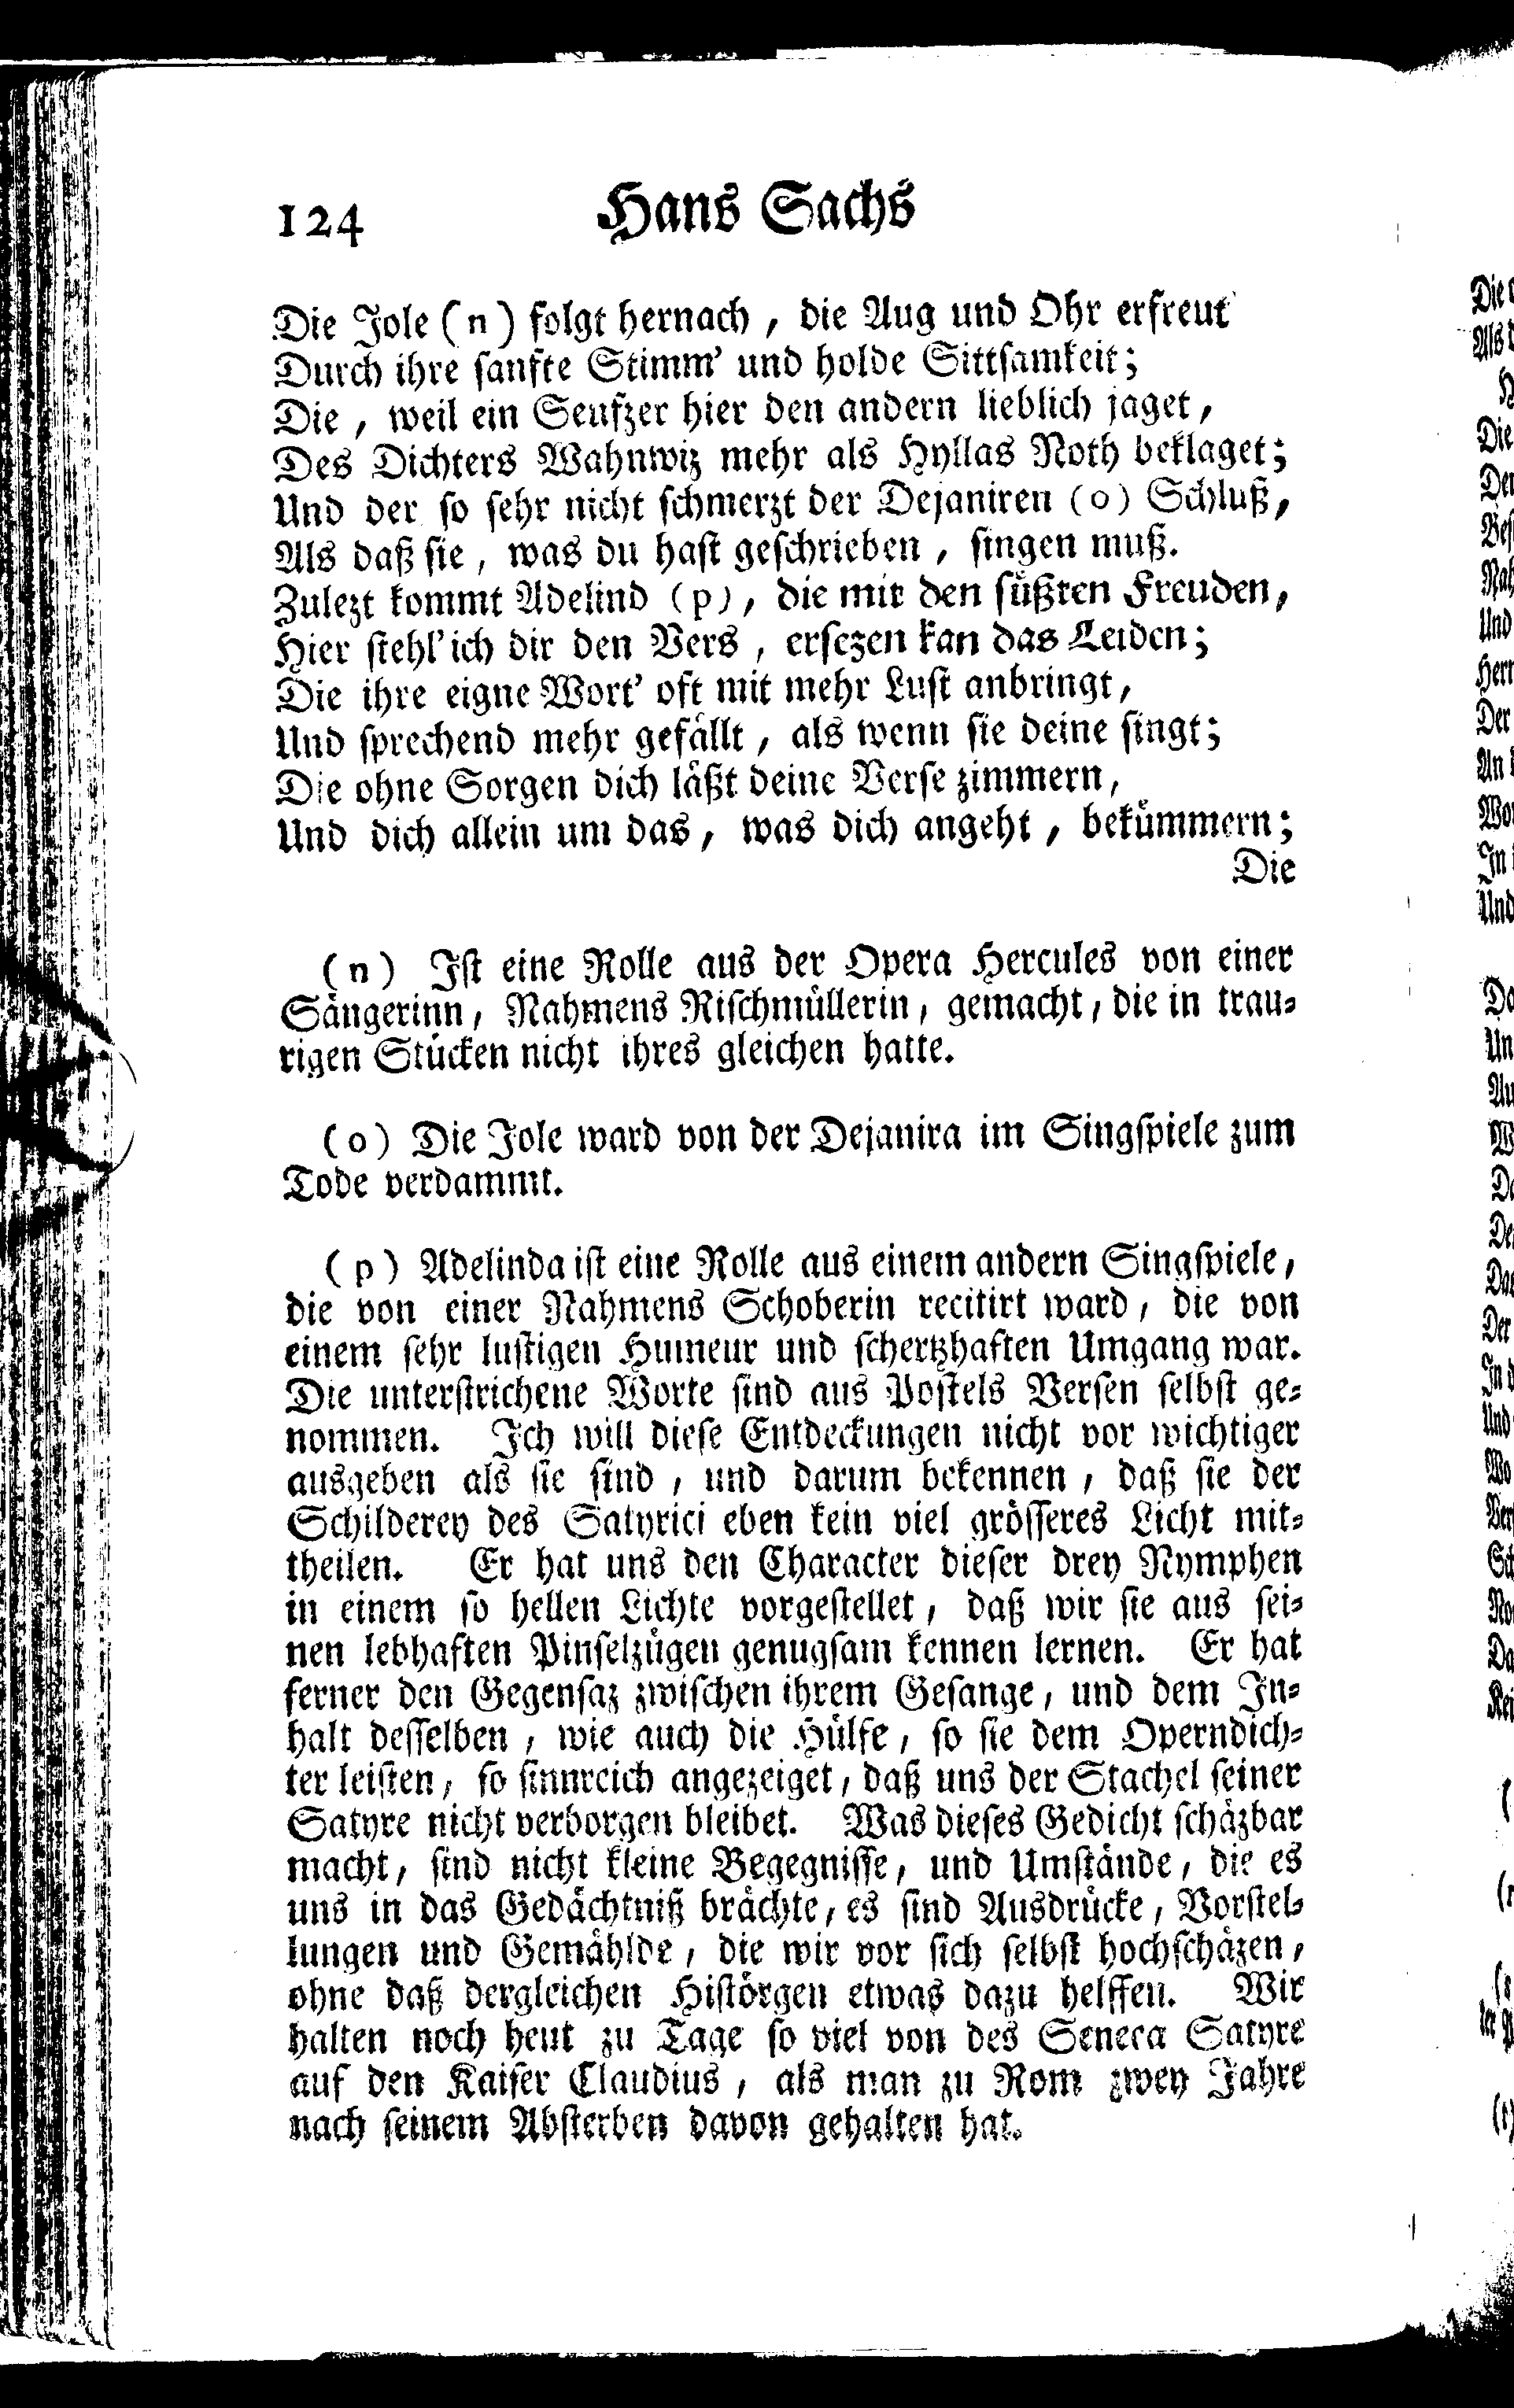 124 Hans Sachs
Die Jole (n) folgt hernach, die Aug und Ohr erfreut
Durch ihre sanfte Stimm' und holde Sittsamkeit;
Die, weil ein Seufzer hier den andern lieblich jaget,
Des Dichters Wahnwiz mehr als Hyllas Noth beklaget;
Und der so sehr nicht schmerzt der Dejaniren (o) Schluß,
Als daß sie, was du hast geschrieben, singen muß.
Zulezt kommt Adelind (p), die mit den süßten Freuden,
Hier stehl' ich dir den Vers, ersezen kan das Leiden;
Die ihre eigne Wort' oft mit mehr Lust anbringt,
Und sprechend mehr gefällt, als wenn sie deine singt;
Die ohne Sorgen dich läßt deine Verse zimmern,
Und dich allein um das, was dich angeht, bekümmern;
Die
(n) Ist eine Rolle aus der Opera Hercules von einer
Sängerinn, Nahmens Rischmüllerin, gemacht, die in trau-
rigen Stücken nicht ihres gleichen hatte.
(o) Die Jole ward von der Dejanira im Singspiele zum
Tode verdammt.
(p) Adelinda ist eine Rolle aus einem andern Singspiele,
die von einer Nahmens Schoberin recitirt ward, die von
einem sehr lustigen Humeur und schertzhaften Umgang war.
Die unterstrichene Worte sind aus Postels Versen selbst ge-
nommen. Ich will diese Entdeckungen nicht vor wichtiger
ausgeben als sie sind, und darum bekennen, daß sie der
Schilderey des Satyrici eben kein viel grösseres Licht mit-
theilen. Er hat uns den Character dieser drey Nymphen
in einem so hellen Lichte vorgestellet, daß wir sie aus sei-
nen lebhaften Pinselzügen genugsam kennen lernen. Er hat
ferner den Gegensaz zwischen ihrem Gesange, und dem In-
halt desselben, wie auch die Hülfe, so sie dem Operndich-
ter leisten, so sinnreich angezeiget, daß uns der Stachel seiner
Satyre nicht verborgen bleibet. Was dieses Gedicht schäzbar
macht, sind nicht kleine Begegnisse, und Umstände, die es
uns in das Gedächtniß brächte, es sind Ausdrücke, Vorstel-
lungen und Gemählde, die wir vor sich selbst hochschäzen,
ohne daß dergleichen Histörgen etwas dazu helffen. Wir
halten noch heut zu Tage so viel von des Seneca Satyre
auf den Kaiser Claudius, als man zu Rom zwey Jahre
nach seinem Absterben davon gehalten hat.